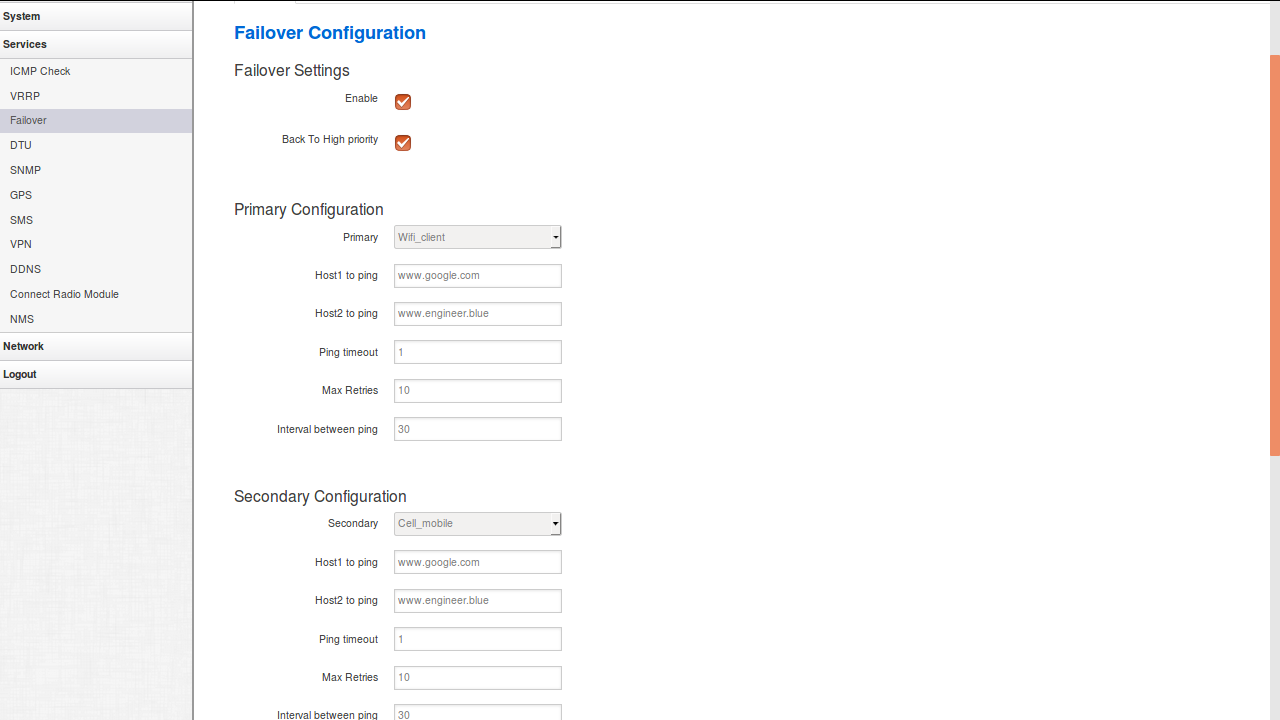 System
Services
ICMP Check
VRRP
Failover
DTU
SNMP
GPS
SMS
VPN
DDNS
Connect Radio Module
NMS
Network
Logout
Failover Configuration
Failover Settings
Enable
Back To High priority
Primary Configuration
Primary Wifi_client
Host1 to ping www.google.com
Host2 to ping www.engineer.blue
Ping timeout 1
Max Retries 10
Interval between ping 30
Secondary Configuration
Secondary Cell_mobile
Host1 to ping www.google.com
Host2 to ping www.engineer.blue
Ping timeout 1
Max Retries 10
Interval between ping 30